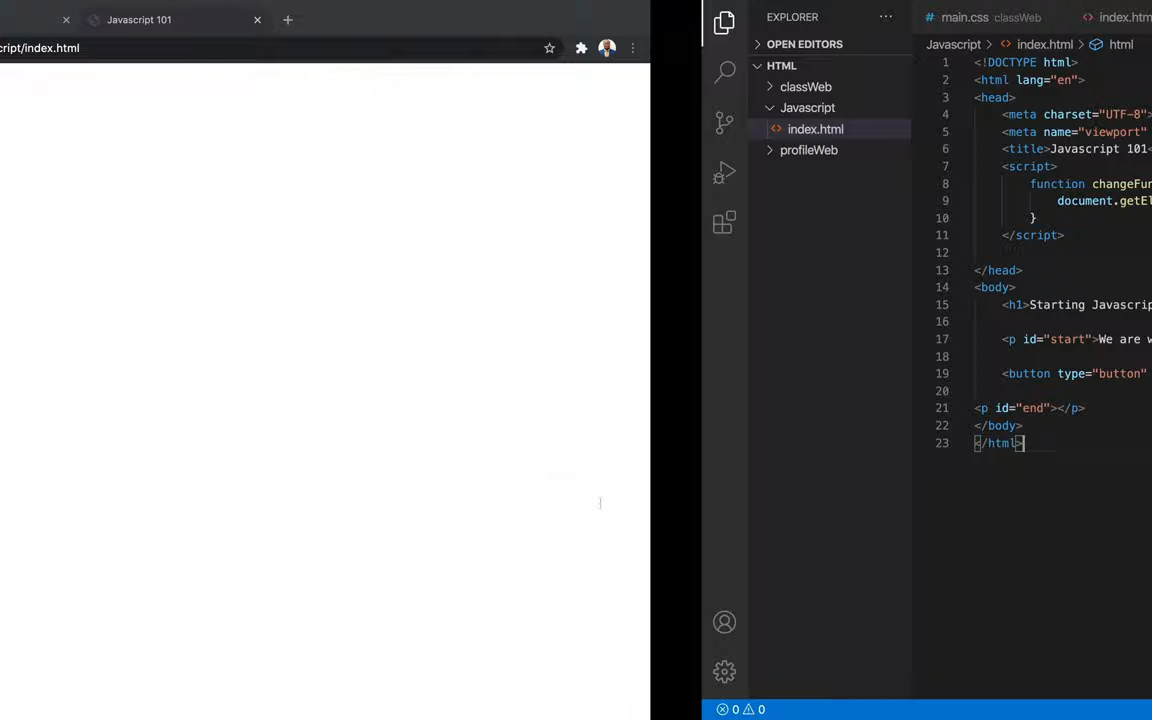 Javascript 101
cript/index.html
EXPLORER
OPEN EDITORS
HTML
classWeb
Javascript
index.html
profileWeb
main.css classWeb
index.htm
Javascript > index.html > html
1 <!DOCTYPE html>
2 <html lang="en">
3 <head>
4 <meta charset="UTF-8">
5 <meta name="viewport"
6 <title>Javascript 101<
7 <script>
8 function changeFun
9 document.getEl
10 }
11 </script>
12
13 </head>
14 <body>
15 <h1>Starting Javascrip
16
17 <p id="start">We are w
18
19 <button type="button"
20
21 <p id="end"></p>
22 </body>
23 </html>
0 0